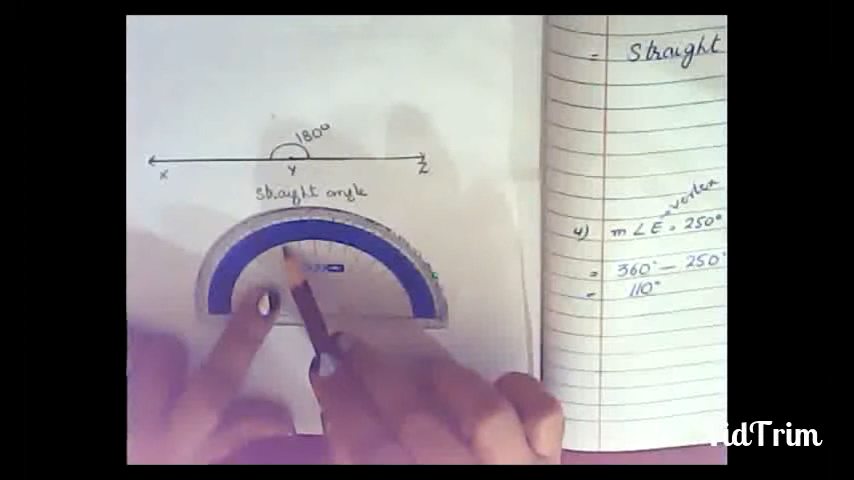 180°
X Y Z
Straight angle
= Straight
= vertex
4) m∠E = 250°
= 360° - 250°
= 110°
VidTrim